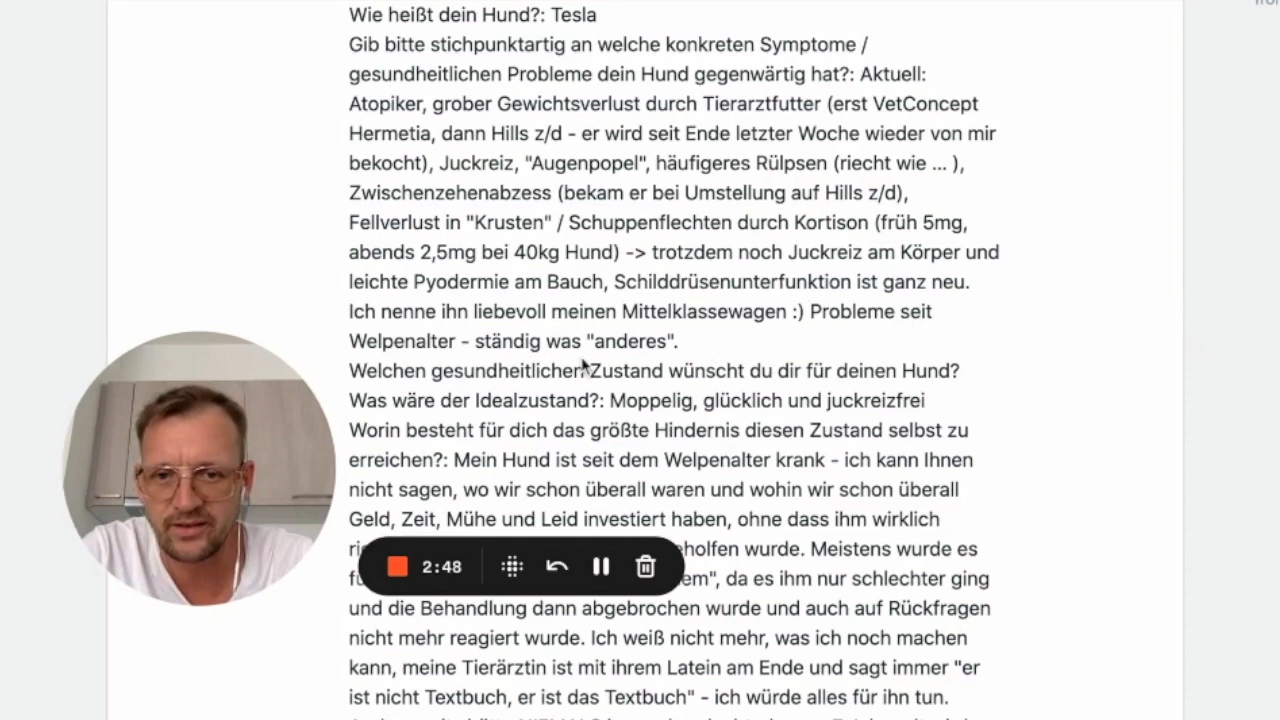 Wie heißt dein Hund?: Tesla
Gib bitte stichpunktartig an welche konkreten Symptome /
gesundheitlichen Probleme dein Hund gegenwärtig hat?: Aktuell:
Atopiker, grober Gewichtsverlust durch Tierarztfutter (erst VetConcept
Hermetia, dann Hills z/d - er wird seit Ende letzter Woche wieder von mir
bekocht), Juckreiz, "Augenpopel", häufigeres Rülpsen (riecht wie ... ),
Zwischenzehenabzess (bekam er bei Umstellung auf Hills z/d),
Fellverlust in "Krusten" / Schuppenflechten durch Kortison (früh 5mg,
abends 2,5mg bei 40kg Hund) -> trotzdem noch Juckreiz am Körper und
leichte Pyodermie am Bauch, Schilddrüsenunterfunktion ist ganz neu.
Ich nenne ihn liebevoll meinen Mittelklassewagen :) Probleme seit
Welpenalter - ständig was "anderes".
Welchen gesundheitlichen Zustand wünscht du dir für deinen Hund?
Was wäre der Idealzustand?: Moppelig, glücklich und juckreizfrei
Worin besteht für dich das größte Hindernis diesen Zustand selbst zu
erreichen?: Mein Hund ist seit dem Welpenalter krank - ich kann Ihnen
nicht sagen, wo wir schon überall waren und wohin wir schon überall
Geld, Zeit, Mühe und Leid investiert haben, ohne dass ihm wirklich
eholfen wurde. Meistens wurde es
em", da es ihm nur schlechter ging
2:48
und die Behandlung dann abgebrochen wurde und auch auf Rückfragen
nicht mehr reagiert wurde. Ich weiß nicht mehr, was ich noch machen
kann, meine Tierärztin ist mit ihrem Latein am Ende und sagt immer "er
ist nicht Textbuch, er ist das Textbuch" - ich würde alles für ihn tun.